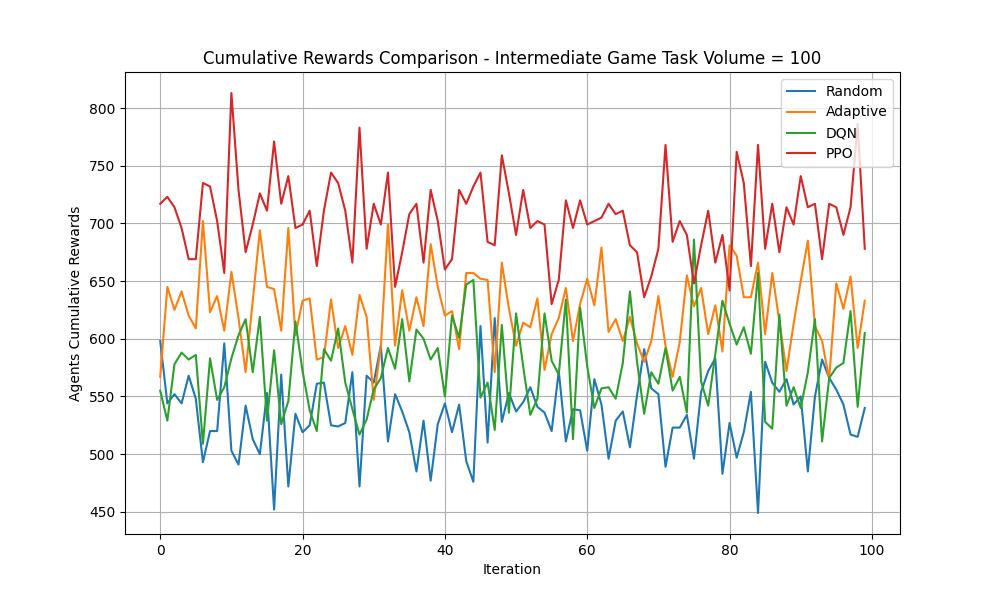 Cumulative Rewards Comparison - Intermediate Game Task Volume = 100
Agents Cumulative Rewards
800
750
700
650
600
550
500
450
Random
Adaptive
DQN
PPO
0 20 40 60 80 100
Iteration